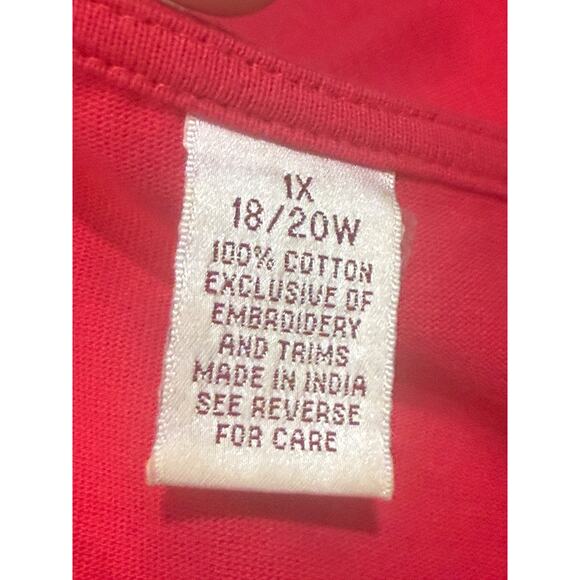 1X
18/20W
100% COTTON
EXCLUSIVE OF
EMBROIDERY
AND TRIMS
MADE IN INDIA
SEE REVERSE
FOR CARE